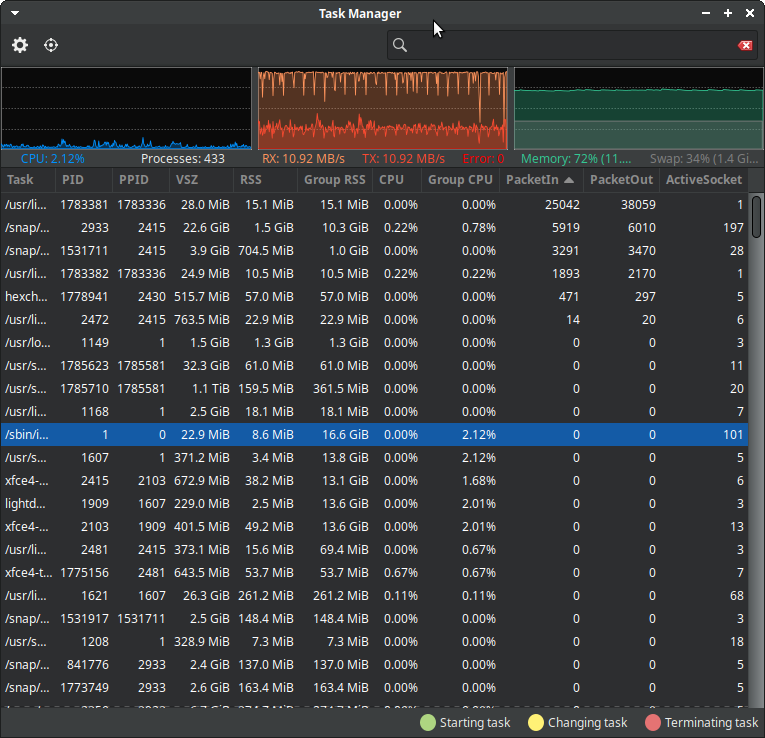 Task Manager
CPU: 2.12% Processes: 433 RX: 10.92 MB/s TX: 10.92 MB/s Error: 0 Memory: 72% (11.... Swap: 34% (1.4 Gi...
Task PID PPID VSZ RSS Group RSS CPU Group CPU PacketIn PacketOut ActiveSocket
/usr/li... 1783381 1783336 28.0 MiB 15.1 MiB 15.1 MiB 0.00% 0.00% 25042 38059 1
/snap/... 2933 2415 22.6 GiB 1.5 GiB 10.3 GiB 0.22% 0.78% 5919 6010 197
/snap/... 1531711 2415 3.9 GiB 704.5 MiB 1.0 GiB 0.00% 0.00% 3291 3470 28
/usr/li... 1783382 1783336 24.9 MiB 10.5 MiB 10.5 MiB 0.22% 0.22% 1893 2170 1
hexch... 1778941 2430 515.7 MiB 57.0 MiB 57.0 MiB 0.00% 0.00% 471 297 5
/usr/li... 2472 2415 763.5 MiB 22.9 MiB 22.9 MiB 0.00% 0.00% 14 20 6
/usr/lo... 1149 1 1.5 GiB 1.3 GiB 1.3 GiB 0.00% 0.00% 0 0 3
/usr/s... 1785623 1785581 32.3 GiB 61.0 MiB 61.0 MiB 0.00% 0.00% 0 0 11
/usr/s... 1785710 1785581 1.1 TiB 159.5 MiB 361.5 MiB 0.00% 0.00% 0 0 20
/usr/li... 1168 1 2.5 GiB 18.1 MiB 18.1 MiB 0.00% 0.00% 0 0 7
/sbin/i... 1 0 22.9 MiB 8.6 MiB 16.6 GiB 0.00% 2.12% 0 0 101
/usr/s... 1607 1 371.2 MiB 3.4 MiB 13.8 GiB 0.00% 2.12% 0 0 5
xfce4-... 2415 2103 672.9 MiB 38.2 MiB 13.1 GiB 0.00% 1.68% 0 0 6
lightd... 1909 1607 229.0 MiB 2.5 MiB 13.6 GiB 0.00% 2.01% 0 0 3
xfce4-... 2103 1909 401.5 MiB 49.2 MiB 13.6 GiB 0.00% 2.01% 0 0 13
/usr/li... 2481 2415 373.1 MiB 15.6 MiB 69.4 MiB 0.00% 0.67% 0 0 3
xfce4-t... 1775156 2481 643.5 MiB 53.7 MiB 53.7 MiB 0.67% 0.67% 0 0 7
/usr/li... 1621 1607 26.3 GiB 261.2 MiB 261.2 MiB 0.11% 0.11% 0 0 68
/snap/... 1531917 1531711 2.5 GiB 148.4 MiB 148.4 MiB 0.00% 0.00% 0 0 3
/usr/s... 1208 1 328.9 MiB 7.3 MiB 7.3 MiB 0.00% 0.00% 0 0 18
/snap/... 841776 2933 2.4 GiB 137.0 MiB 137.0 MiB 0.00% 0.00% 0 0 5
/snap/... 1773749 2933 2.6 GiB 163.4 MiB 163.4 MiB 0.00% 0.00% 0 0 5
Starting task Changing task Terminating task